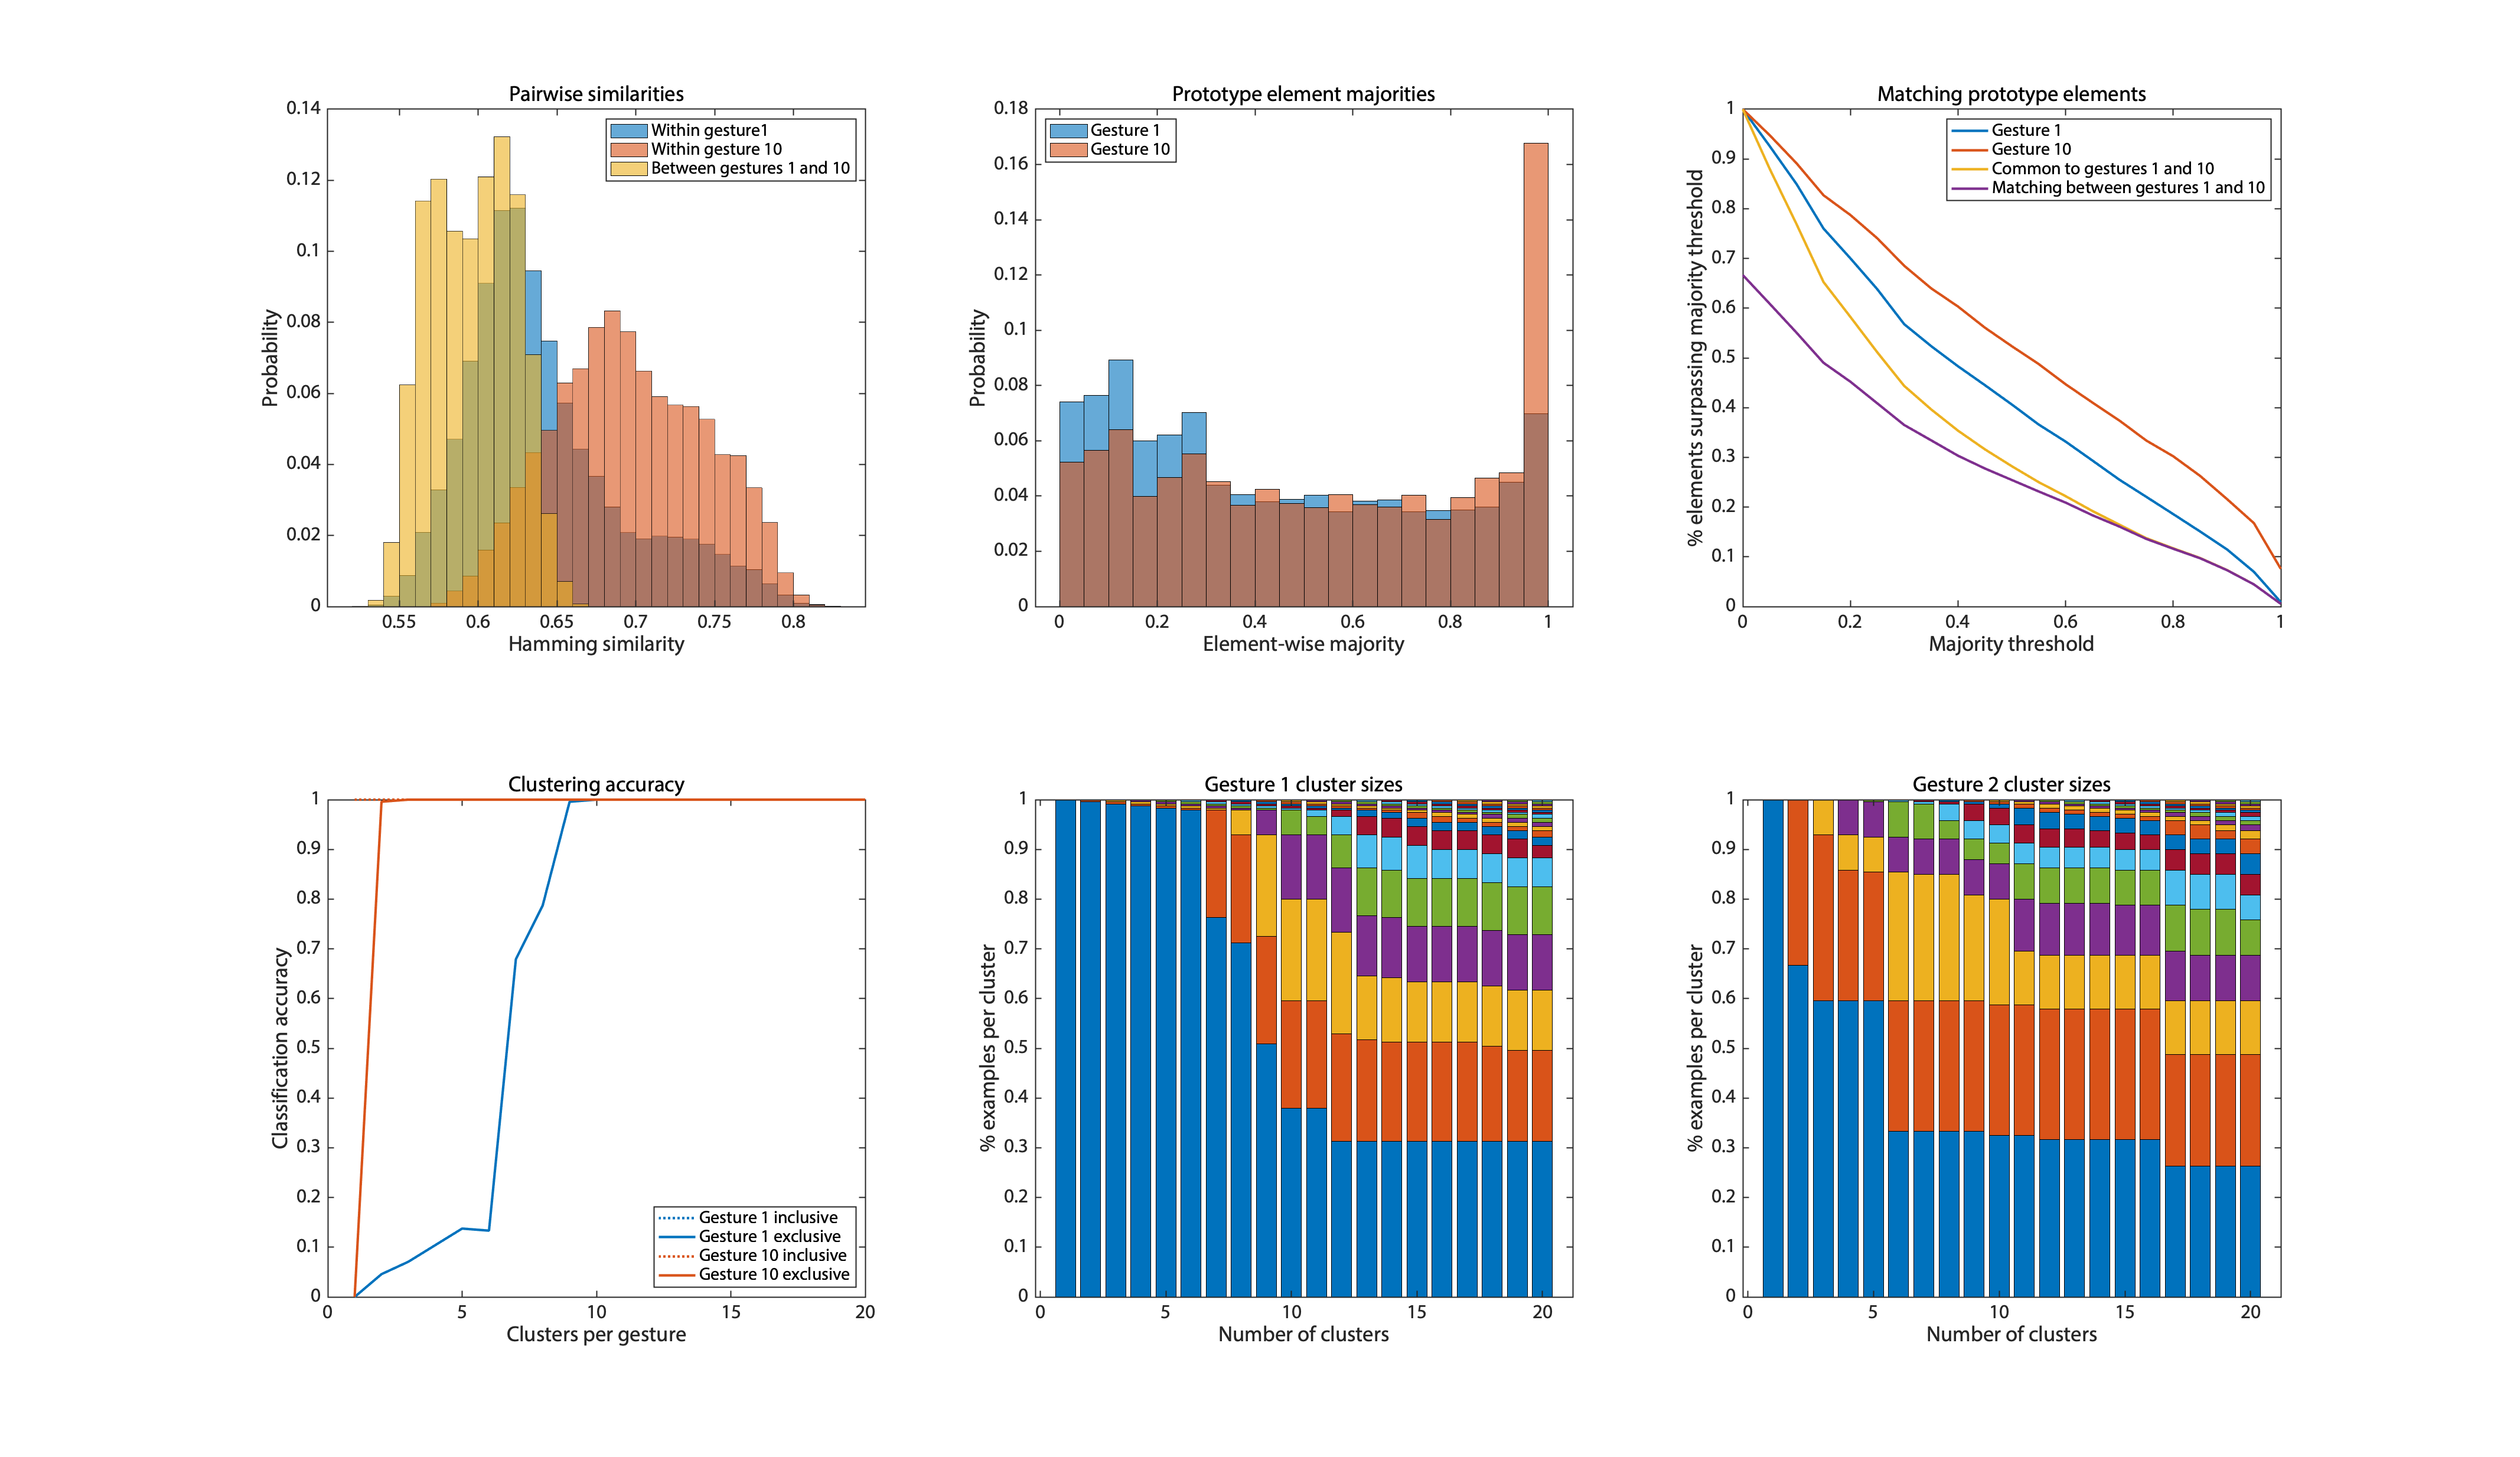 Pairwise similarities
0.14
0.12
0.1
0.08
0.06
0.04
0.02
0
Probability
Within gesture1
Within gesture 10
Between gestures 1 and 10
0.55 0.6 0.65 0.7 0.75 0.8
Hamming similarity
Prototype element majorities
0.18
0.16
0.14
0.12
0.1
0.08
0.06
0.04
0.02
0
Probability
Gesture 1
Gesture 10
0 0.2 0.4 0.6 0.8 1
Element-wise majority
Matching prototype elements
1
0.9
0.8
0.7
0.6
0.5
0.4
0.3
0.2
0.1
0
% elements surpassing majority threshold
Gesture 1
Gesture 10
Common to gestures 1 and 10
Matching between gestures 1 and 10
0 0.2 0.4 0.6 0.8 1
Majority threshold
Clustering accuracy
1
0.9
0.8
0.7
0.6
0.5
0.4
0.3
0.2
0.1
0
Classification accuracy
Gesture 1 inclusive
Gesture 1 exclusive
Gesture 10 inclusive
Gesture 10 exclusive
0 5 10 15 20
Clusters per gesture
Gesture 1 cluster sizes
1
0.9
0.8
0.7
0.6
0.5
0.4
0.3
0.2
0.1
0
% examples per cluster
0 5 10 15 20
Number of clusters
Gesture 2 cluster sizes
1
0.9
0.8
0.7
0.6
0.5
0.4
0.3
0.2
0.1
0
% examples per cluster
0 5 10 15 20
Number of clusters